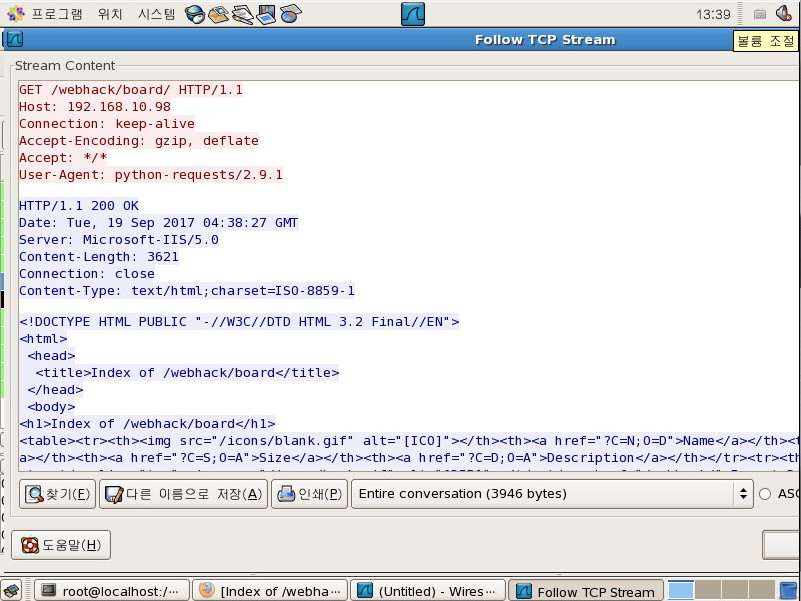 프로그램 위치 시스템 13:39
Follow TCP Stream
볼륨 조절
Stream Content
GET /webhack/board/ HTTP/1.1
Host: 192.168.10.98
Connection: keep-alive
Accept-Encoding: gzip, deflate
Accept: */*
User-Agent: python-requests/2.9.1
HTTP/1.1 200 OK
Date: Tue, 19 Sep 2017 04:38:27 GMT
Server: Microsoft-IIS/5.0
Content-Length: 3621
Connection: close
Content-Type: text/html;charset=ISO-8859-1
<!DOCTYPE HTML PUBLIC "-//W3C//DTD HTML 3.2 Final//EN">
<html>
<head>
<title>Index of /webhack/board</title>
</head>
<body>
<h1>Index of /webhack/board</h1>
<table><tr><th><img src="/icons/blank.gif" alt="[ICO]"></th><th><a href="?C=N;O=D">Name</a></th><t
a></th><th><a href="?C=S;O=A">Size</a></th><th><a href="?C=D;O=A">Description</a></th></tr><tr><th
찾기(F) 다른 이름으로 저장(A) 인쇄(P) Entire conversation (3946 bytes) ASC
도움말(H)
root@localhost:/··· [Index of /webha··· (Untitled) - Wires··· Follow TCP Stream